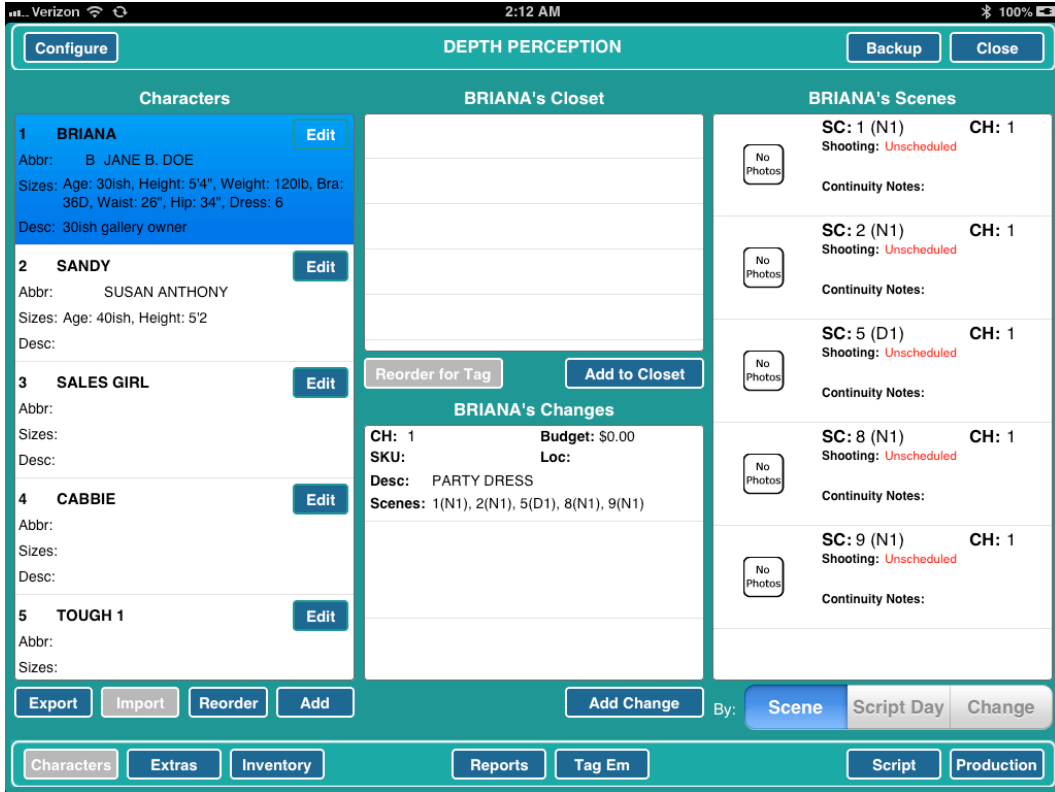 Verizon 2:12 AM 100%
Configure DEPTH PERCEPTION Backup Close
Characters
1 BRIANA Edit
Abbr: B JANE B. DOE
Sizes: Age: 30ish, Height: 5'4", Weight: 120lb, Bra:
36D, Waist: 26", Hip: 34", Dress: 6
Desc: 30ish gallery owner
2 SANDY Edit
Abbr: SUSAN ANTHONY
Sizes: Age: 40ish, Height: 5'2
Desc:
3 SALES GIRL Edit
Abbr:
Sizes:
Desc:
4 CABBIE Edit
Abbr:
Sizes:
Desc:
5 TOUGH 1 Edit
Abbr:
Sizes:
Export Import Reorder Add
BRIANA's Closet
Reorder for Tag Add to Closet
BRIANA's Changes
CH: 1 Budget: $0.00
SKU: Loc:
Desc: PARTY DRESS
Scenes: 1(N1), 2(N1), 5(D1), 8(N1), 9(N1)
Add Change
BRIANA's Scenes
SC: 1 (N1) CH: 1
Shooting: Unscheduled
No
Photos
Continuity Notes:
SC: 2 (N1) CH: 1
Shooting: Unscheduled
No
Photos
Continuity Notes:
SC: 5 (D1) CH: 1
Shooting: Unscheduled
No
Photos
Continuity Notes:
SC: 8 (N1) CH: 1
Shooting: Unscheduled
No
Photos
Continuity Notes:
SC: 9 (N1) CH: 1
Shooting: Unscheduled
No
Photos
Continuity Notes:
By: Scene Script Day Change
Characters Extras Inventory Reports Tag Em Script Production